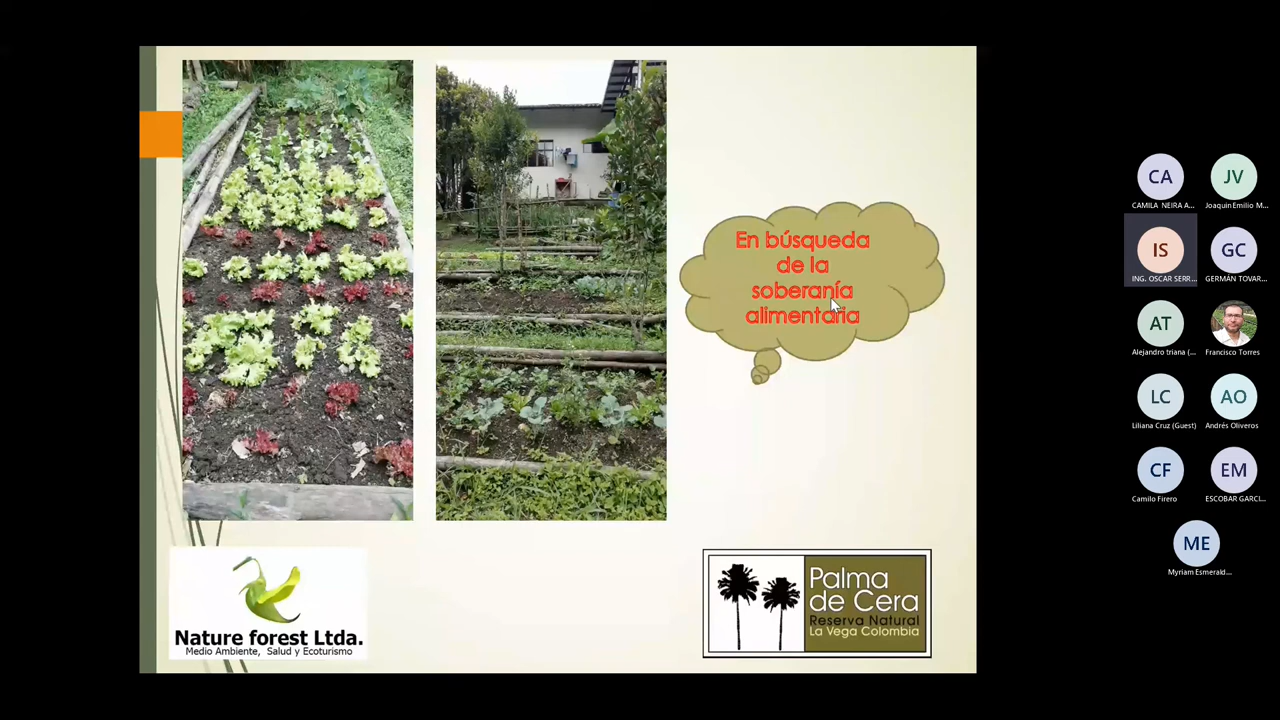 En búsqueda
de la
soberanía
alimentaria
Nature forest Ltda.
Medio Ambiente, Salud y Ecoturismo
Palma
de Cera
Reserva Natural
La Vega Colombia
CA
CAMILA NEIRA A...
JV
Joaquin Emilio M...
IS
ING. OSCAR SERR...
GC
GERMÁN TOVAR...
AT
Alejandro triana (...
Francisco Torres
LC
Liliana Cruz (Guest)
AO
Andrés Oliveros
CF
Camilo Firero
EM
ESCOBAR GARCI...
ME
Myriam Esmerald...